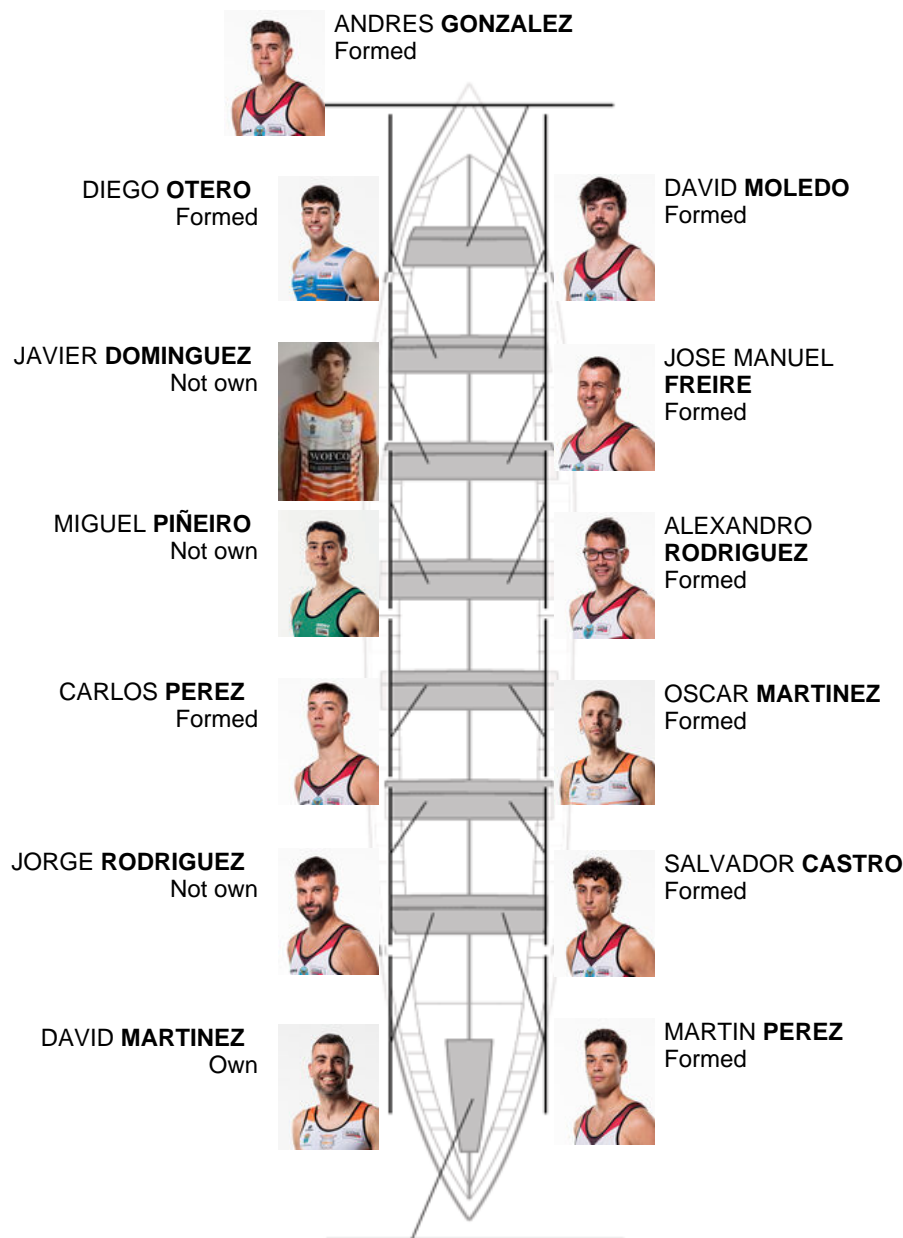 ANDRES GONZALEZ
Formed
DIEGO OTERO
Formed
DAVID MOLEDO
Formed
JAVIER DOMINGUEZ
Not own
JOSE MANUEL
FREIRE
Formed
WOFCO
MIGUEL PIÑEIRO
Not own
ALEXANDRO
RODRIGUEZ
Formed
CARLOS PEREZ
Formed
OSCAR MARTINEZ
Formed
JORGE RODRIGUEZ
Not own
SALVADOR CASTRO
Formed
DAVID MARTINEZ
Own
MARTIN PEREZ
Formed